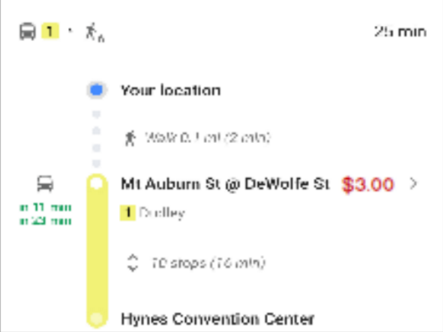 1 6
25 min
Your location
Walk 0.1 mi (2 min)
Mt Auburn St @ DeWolfe St $3.00
in 11 min
in 23 min
1 Dudley
10 stops (16 min)
Hynes Convention Center